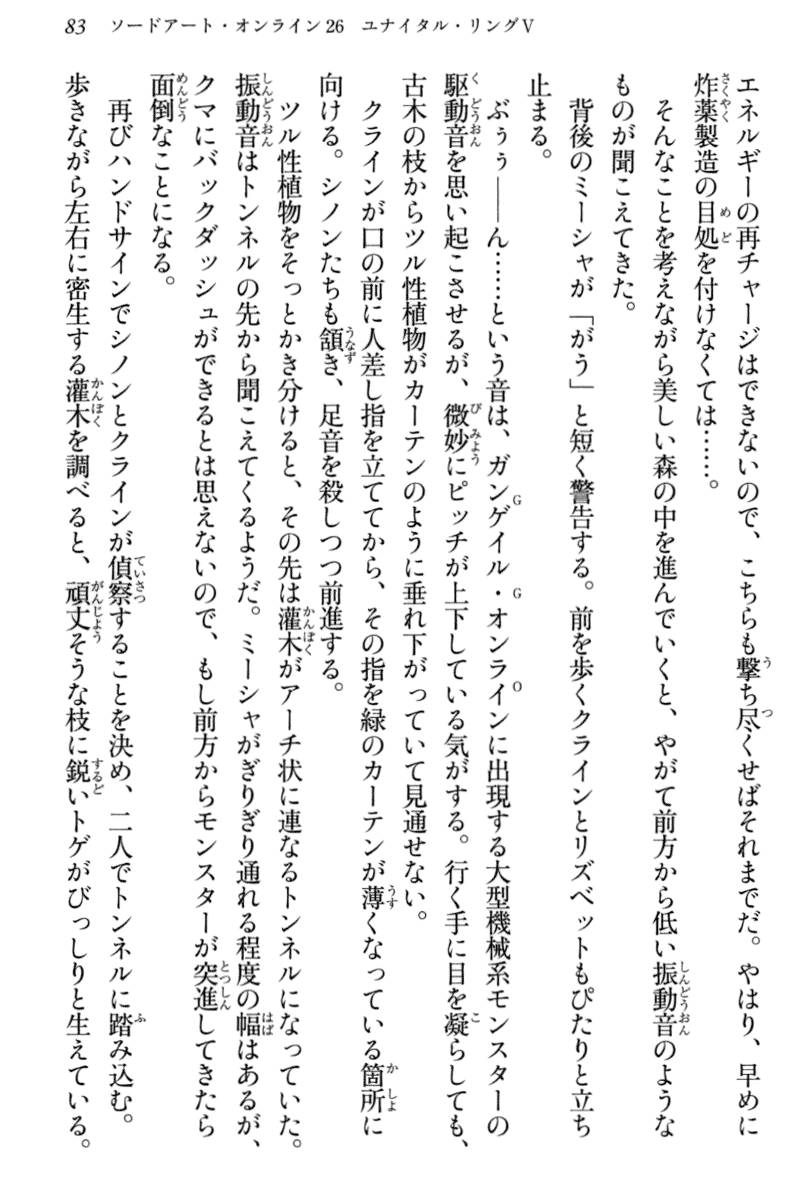 83 ソードアート・オンライン26 ユナイタル・リングⅤ
エネルギーの再チャージはできないので、こちらも撃ち尽くせばそれまでだ。やはり、早めに
炸薬製造の目処を付けなくては……。
　そんなことを考えながら美しい森の中を進んでいくと、やがて前方から低い振動音のような
ものが聞こえてきた。
　背後のミーシャが「がう」と短く警告する。前を歩くクラインとリズベットもぴたりと立ち
止まる。
　ぶぅぅ――ん……という音は、ガンゲイル・オンラインに出現する大型機械系モンスターの
駆動音を思い起こさせるが、微妙にピッチが上下している気がする。行く手に目を凝らしても、
古木の枝からツル性植物がカーテンのように垂れ下がっていて見通せない。
　クラインが口の前に人差し指を立ててから、その指を緑のカーテンが薄くなっている箇所に
向ける。シノンたちも頷き、足音を殺しつつ前進する。
　ツル性植物をそっとかき分けると、その先は灌木がアーチ状に連なるトンネルになっていた。
振動音はトンネルの先から聞こえてくるようだ。ミーシャがぎりぎり通れる程度の幅はあるが、
クマにバックダッシュができるとは思えないので、もし前方からモンスターが突進してきたら
面倒なことになる。
　再びハンドサインでシノンとクラインが偵察することを決め、二人でトンネルに踏み込む。
歩きながら左右に密生する灌木を調べると、頑丈そうな枝に鋭いトゲがびっしりと生えている。